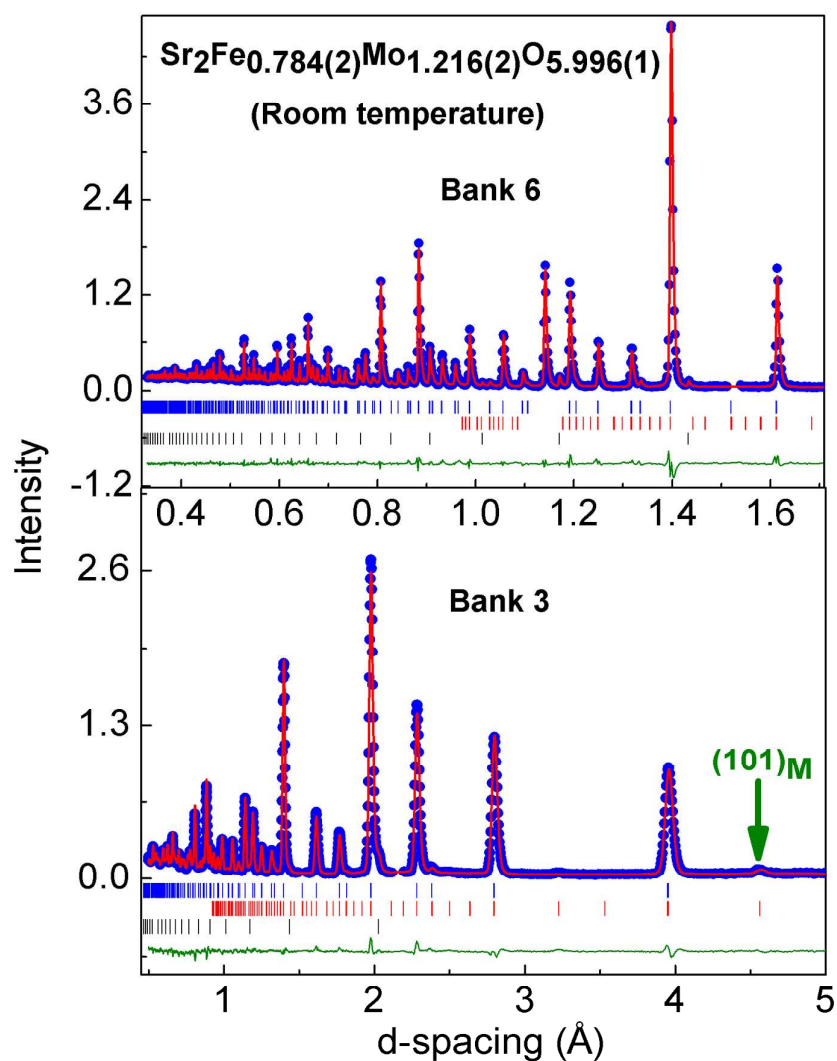 Sr2Fe0.784(2)Mo1.216(2)O5.996(1)
(Room temperature)
Bank 6
3.6
2.4
1.2
0.0
-1.2
0.4 0.6 0.8 1.0 1.2 1.4 1.6
Intensity
Bank 3
2.6
1.3
0.0
(101)M
1 2 3 4 5
d-spacing (Å)